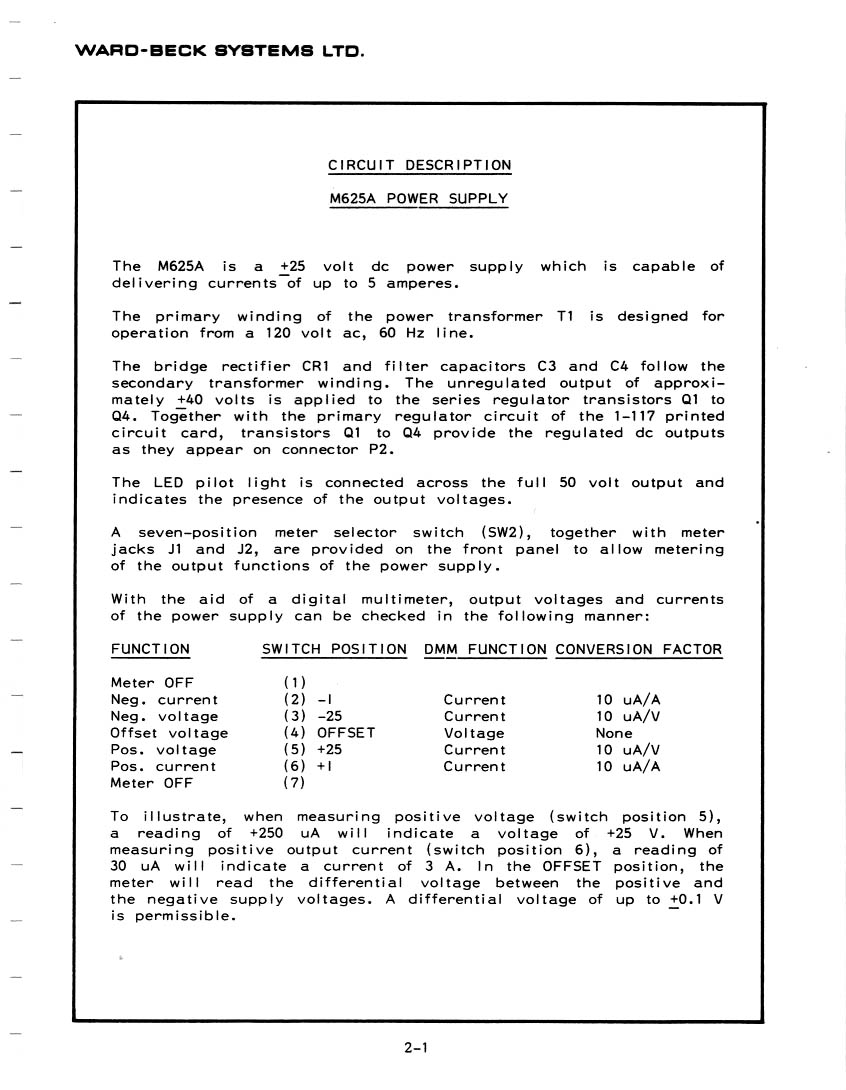 WARD-BECK SYSTEMS LTD.
CIRCUIT DESCRIPTION
M625A POWER SUPPLY
The M625A is a ±25 volt dc power supply which is capable of
delivering currents of up to 5 amperes.
The primary winding of the power transformer T1 is designed for
operation from a 120 volt ac, 60 Hz line.
The bridge rectifier CR1 and filter capacitors C3 and C4 follow the
secondary transformer winding. The unregulated output of approxi-
mately ±40 volts is applied to the series regulator transistors Q1 to
Q4. Together with the primary regulator circuit of the 1-117 printed
circuit card, transistors Q1 to Q4 provide the regulated dc outputs
as they appear on connector P2.
The LED pilot light is connected across the full 50 volt output and
indicates the presence of the output voltages.
A seven-position meter selector switch (SW2), together with meter
jacks J1 and J2, are provided on the front panel to allow metering
of the output functions of the power supply.
With the aid of a digital multimeter, output voltages and currents
of the power supply can be checked in the following manner:
FUNCTION SWITCH POSITION DMM FUNCTION CONVERSION FACTOR
Meter OFF (1)
Neg. current (2) -I Current 10 uA/A
Neg. voltage (3) -25 Current 10 uA/V
Offset voltage (4) OFFSET Voltage None
Pos. voltage (5) +25 Current 10 uA/V
Pos. current (6) +I Current 10 uA/A
Meter OFF (7)
To illustrate, when measuring positive voltage (switch position 5),
a reading of +250 uA will indicate a voltage of +25 V. When
measuring positive output current (switch position 6), a reading of
30 uA will indicate a current of 3 A. In the OFFSET position, the
meter will read the differential voltage between the positive and
the negative supply voltages. A differential voltage of up to ±0.1 V
is permissible.
2-1